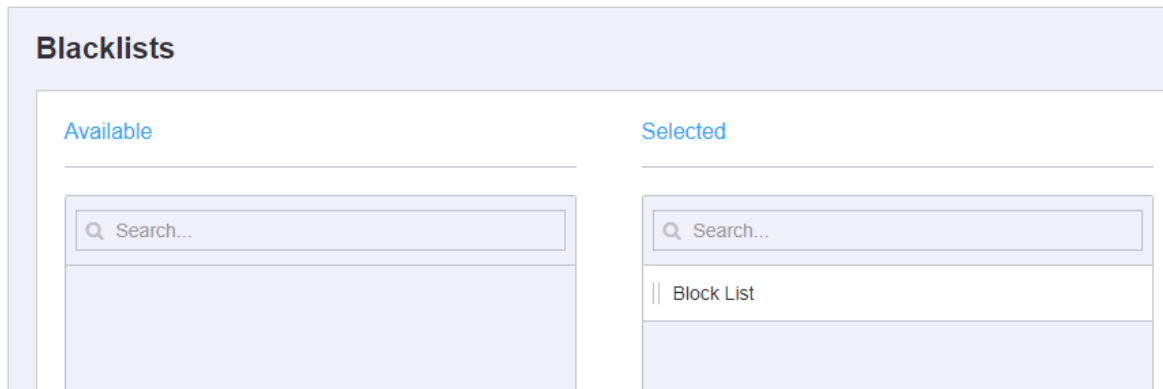 Blacklists
Available
Selected
Search...
Search...
Block List